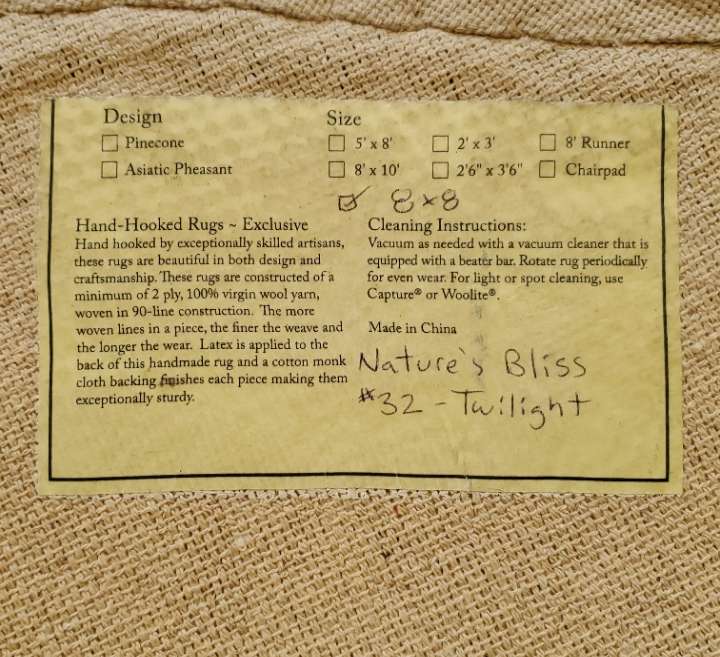 Design
☐ Pinecone
☐ Asiatic Pheasant
Size
☐ 5' x 8' ☐ 2' x 3' ☐ 8' Runner
☐ 8' x 10' ☐ 2'6" x 3'6" ☐ Chairpad
☑ 8x8
Hand-Hooked Rugs ~ Exclusive
Hand hooked by exceptionally skilled artisans,
these rugs are beautiful in both design and
craftsmanship. These rugs are constructed of a
minimum of 2 ply, 100% virgin wool yarn,
woven in 90-line construction. The more
woven lines in a piece, the finer the weave and
the longer the wear. Latex is applied to the
back of this handmade rug and a cotton monk
cloth backing finishes each piece making them
exceptionally sturdy.
Cleaning Instructions:
Vacuum as needed with a vacuum cleaner that is
equipped with a beater bar. Rotate rug periodically
for even wear. For light or spot cleaning, use
Capture® or Woolite®.
Made in China
Nature's Bliss
#32 - Twilight